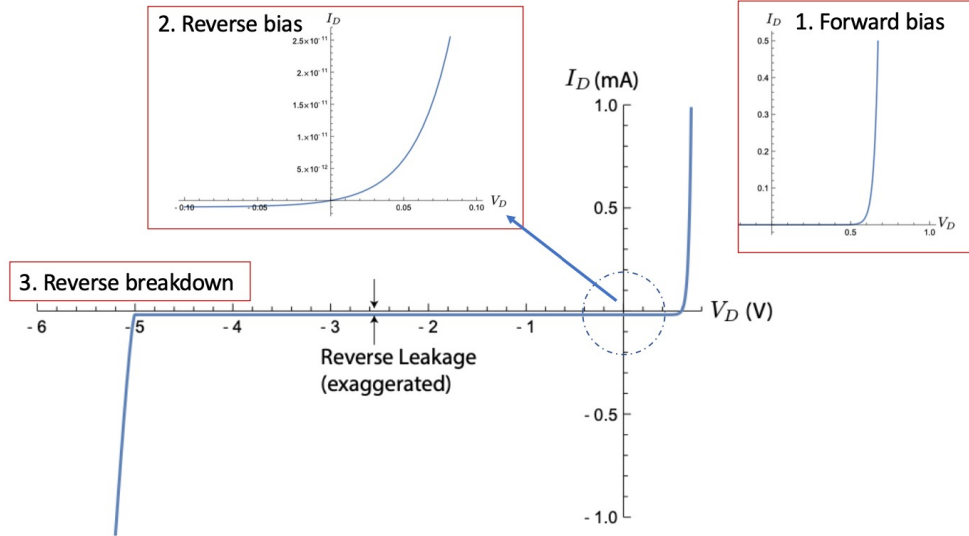 2. Reverse bias
I_D
2.5×10⁻¹¹
2.×10⁻¹¹
1.5×10⁻¹¹
1.×10⁻¹¹
5.×10⁻¹²
-0.10 -0.05 0.05 0.10 V_D
1. Forward bias
I_D
0.5
0.4
0.3
0.2
0.1
0.5 1.0 V_D
I_D (mA)
1.0
0.5
3. Reverse breakdown
-6 -5 -4 -3 -2 -1 V_D (V)
Reverse Leakage
(exaggerated)
-0.5
-1.0